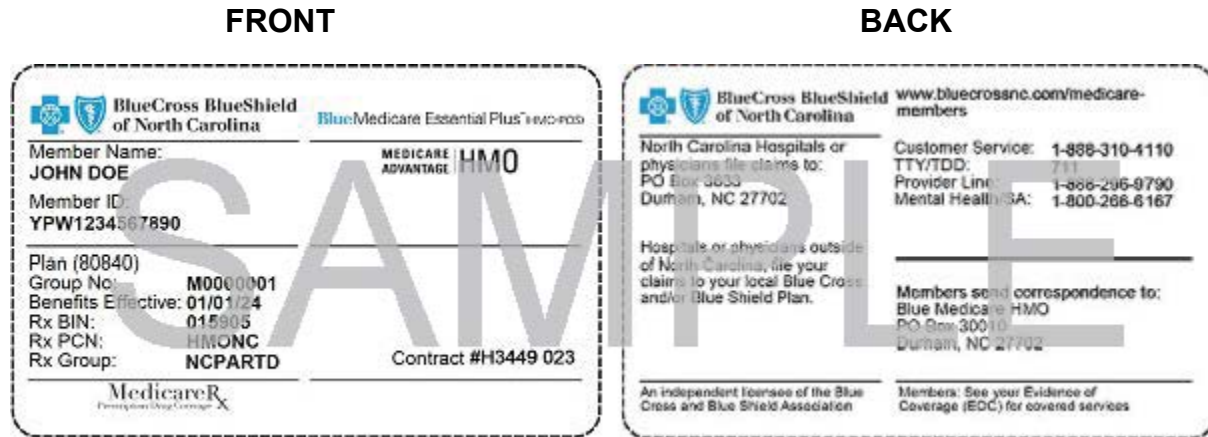 FRONT
BlueCross BlueShield
of North Carolina
BlueMedicare Essential Plus℠ HMO-POS
Member Name:
JOHN DOE
MEDICARE ADVANTAGE HMO
Member ID:
YPW1234567890
Plan (80840)
Group No: M0000001
Benefits Effective: 01/01/24
Rx BIN: 015905
Rx PCN: HMONC
Rx Group: NCPARTD
Contract #H3449 023
MedicareRx
Prescription Drug Coverage
BACK
BlueCross BlueShield
of North Carolina
www.bluecrossnc.com/medicare-
members
North Carolina Hospitals or
physicians file claims to:
PO Box 3633
Durham, NC 27702
Hospitals or physicians outside
of North Carolina, file your
claims to your local Blue Cross
and/or Blue Shield Plan.
Customer Service: 1-888-310-4110
TTY/TDD: 711
Provider Line: 1-888-296-9790
Mental Health/SA: 1-800-266-6167
Members send correspondence to:
Blue Medicare HMO
PO Box 30010
Durham, NC 27702
An independent licensee of the Blue
Cross and Blue Shield Association
Members: See your Evidence of
Coverage (EOC) for covered services
SAMPLE